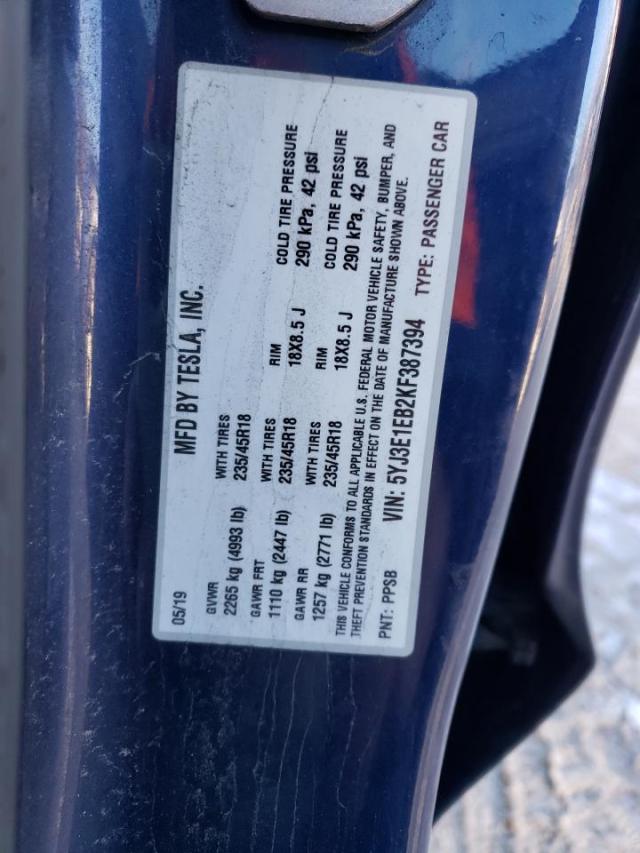 MFD BY TESLA, INC.
05/19
GVWR WITH TIRES
2265 kg (4993 lb) 235/45R18
GAWR FRT WITH TIRES RIM COLD TIRE PRESSURE
1110 kg (2447 lb) 235/45R18 18X8.5 J 290 kPa, 42 psi
GAWR RR WITH TIRES RIM COLD TIRE PRESSURE
1257 kg (2771 lb) 235/45R18 18X8.5 J 290 kPa, 42 psi
THIS VEHICLE CONFORMS TO ALL APPLICABLE U.S. FEDERAL MOTOR VEHICLE SAFETY, BUMPER, AND
THEFT PREVENTION STANDARDS IN EFFECT ON THE DATE OF MANUFACTURE SHOWN ABOVE.
PNT: PPSB VIN: 5YJ3E1EB2KF387394 TYPE: PASSENGER CAR